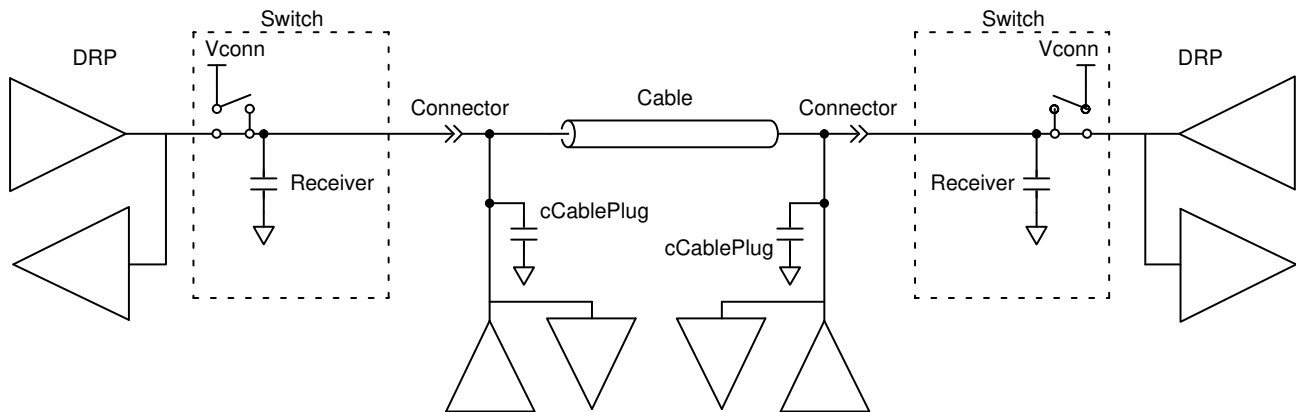 Switch
Switch
DRP
Vconn
Vconn
DRP
Connector
Cable
Connector
Receiver
Receiver
cCablePlug
cCablePlug